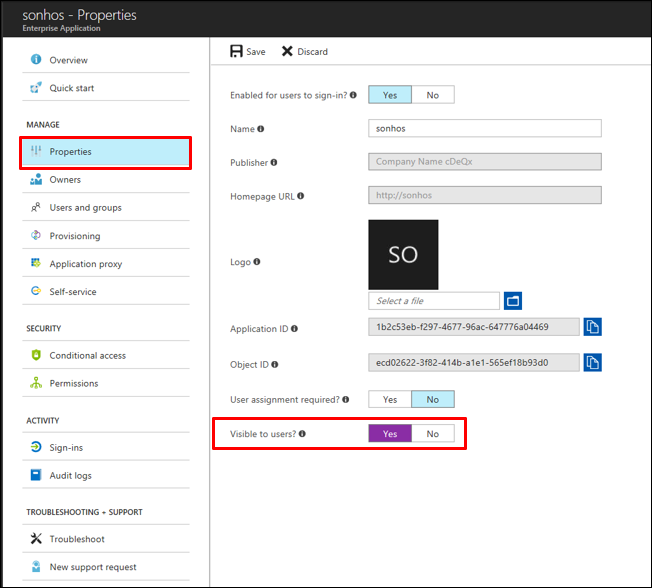 sonhos - Properties
Enterprise Application
Overview
Quick start
MANAGE
Properties
Owners
Users and groups
Provisioning
Application proxy
Self-service
SECURITY
Conditional access
Permissions
ACTIVITY
Sign-ins
Audit logs
TROUBLESHOOTING + SUPPORT
Troubleshoot
New support request
Save Discard
Enabled for users to sign-in? Yes No
Name sonhos
Publisher Company Name cDeQx
Homepage URL http://sonhos
Logo SO
Select a file
Application ID 1b2c53eb-f297-4677-96ac-647776a04469
Object ID ecd02622-3f82-414b-a1e1-565ef18b93d0
User assignment required? Yes No
Visible to users? Yes No